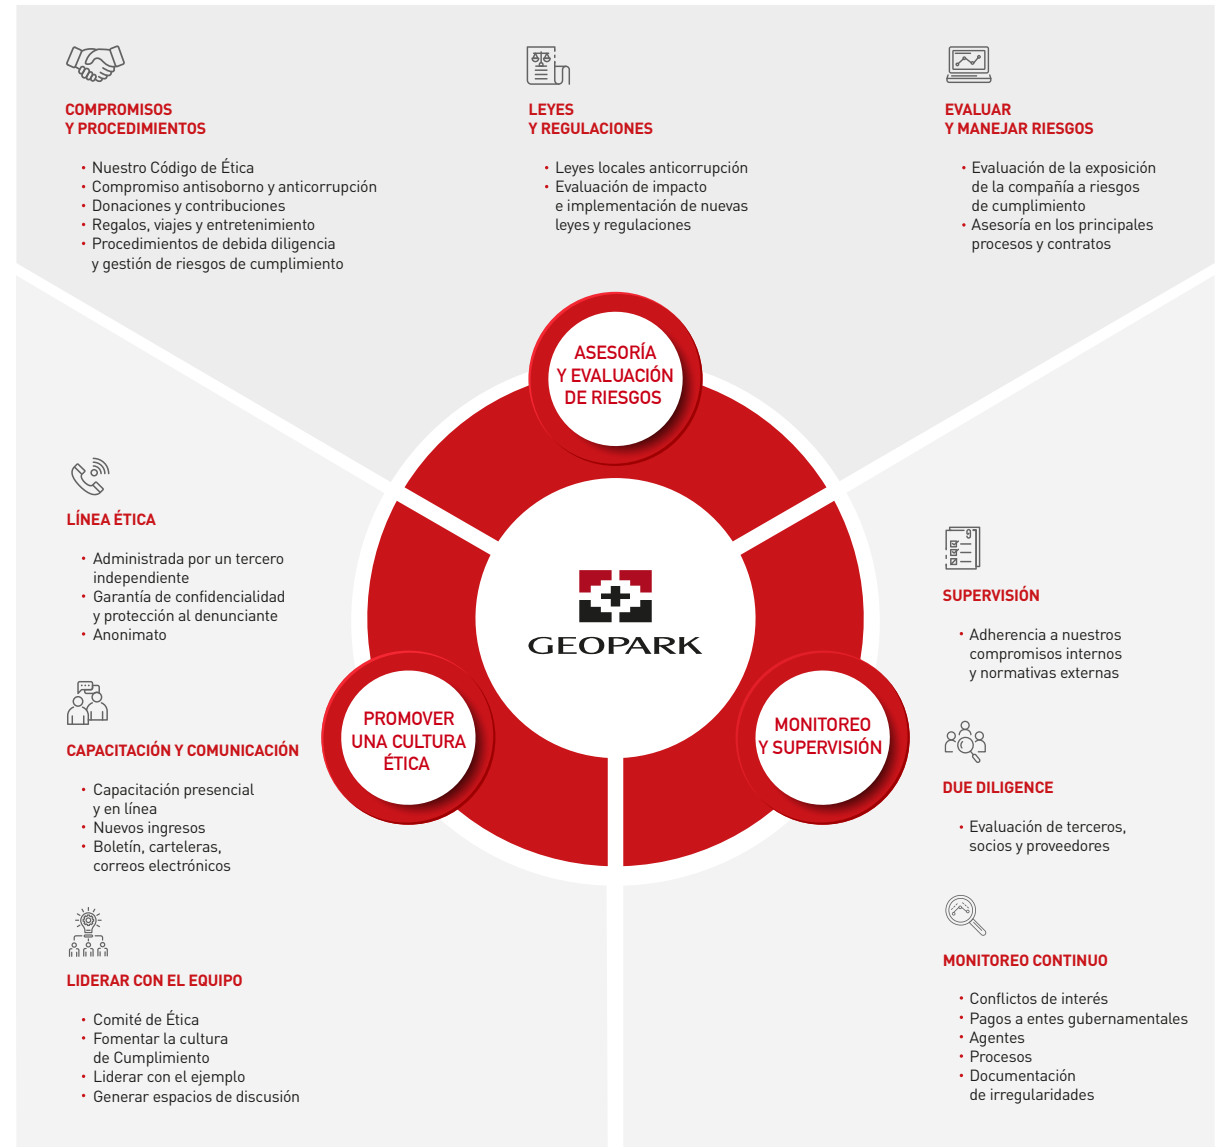 COMPROMISOS
Y PROCEDIMIENTOS
• Nuestro Código de Ética
• Compromiso antisoborno y anticorrupción
• Donaciones y contribuciones
• Regalos, viajes y entretenimiento
• Procedimientos de debida diligencia
y gestión de riesgos de cumplimiento
LEYES
Y REGULACIONES
• Leyes locales anticorrupción
• Evaluación de impacto
e implementación de nuevas
leyes y regulaciones
EVALUAR
Y MANEJAR RIESGOS
• Evaluación de la exposición
de la compañía a riesgos
de cumplimiento
• Asesoría en los principales
procesos y contratos
ASESORÍA
Y EVALUACIÓN
DE RIESGOS
LÍNEA ÉTICA
• Administrada por un tercero
independiente
• Garantía de confidencialidad
y protección al denunciante
• Anonimato
CAPACITACIÓN Y COMUNICACIÓN
• Capacitación presencial
y en línea
• Nuevos ingresos
• Boletín, carteleras,
correos electrónicos
LIDERAR CON EL EQUIPO
• Comité de Ética
• Fomentar la cultura
de Cumplimiento
• Liderar con el ejemplo
• Generar espacios de discusión
PROMOVER
UNA CULTURA
ÉTICA
GEOPARK
MONITOREO
Y SUPERVISIÓN
9
SUPERVISIÓN
• Adherencia a nuestros
compromisos internos
y normativas externas
DUE DILIGENCE
• Evaluación de terceros,
socios y proveedores
MONITOREO CONTINUO
• Conflictos de interés
• Pagos a entes gubernamentales
• Agentes
• Procesos
• Documentación
de irregularidades